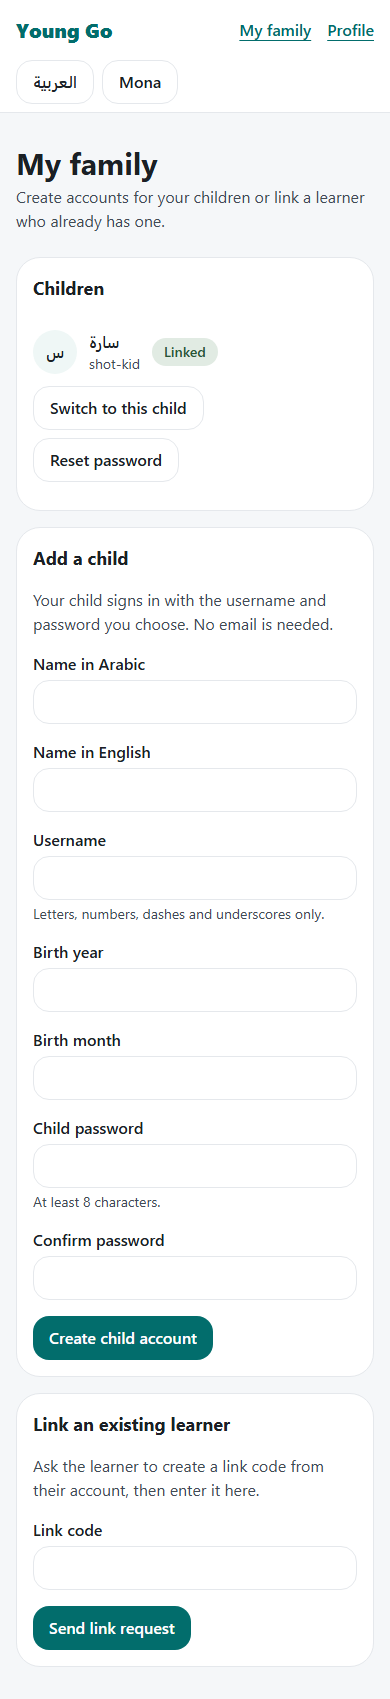 Young Go
My family
Profile
العربية
Mona
My family
Create accounts for your children or link a learner
who already has one.
Children
س
سارة
shot-kid
Linked
Switch to this child
Reset password
Add a child
Your child signs in with the username and
password you choose. No email is needed.
Name in Arabic
Name in English
Username
Letters, numbers, dashes and underscores only.
Birth year
Birth month
Child password
At least 8 characters.
Confirm password
Create child account
Link an existing learner
Ask the learner to create a link code from
their account, then enter it here.
Link code
Send link request